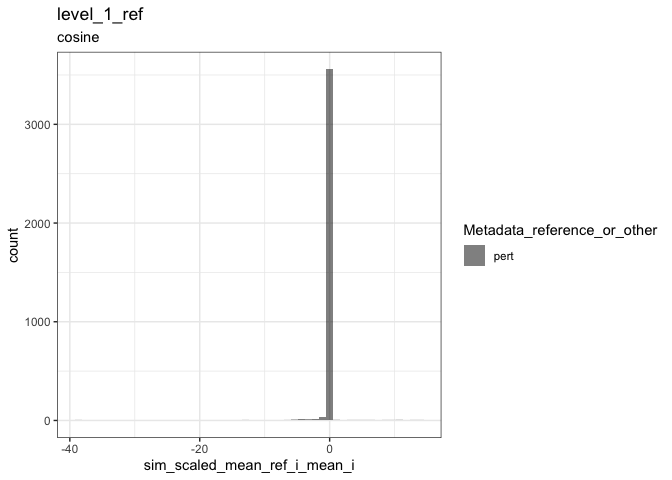 level_1_ref
cosine
3000
2000
1000
0
count
-40
-20
0
sim_scaled_mean_ref_i_mean_i
Metadata_reference_or_other
pert